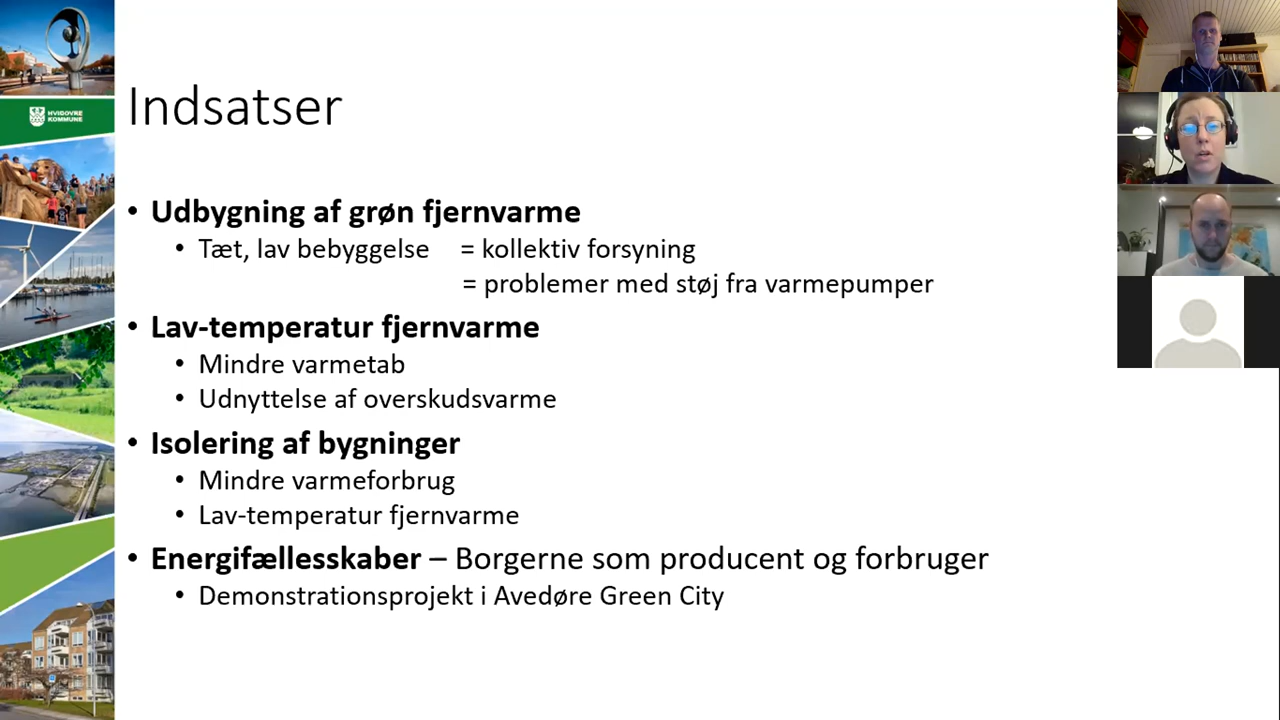 HVIDOVRE
KOMMUNE
Indsatser
• Udbygning af grøn fjernvarme
• Tæt, lav bebyggelse = kollektiv forsyning
= problemer med støj fra varmepumper
• Lav-temperatur fjernvarme
• Mindre varmetab
• Udnyttelse af overskudsvarme
• Isolering af bygninger
• Mindre varmeforbrug
• Lav-temperatur fjernvarme
• Energifællesskaber – Borgerne som producent og forbruger
• Demonstrationsprojekt i Avedøre Green City